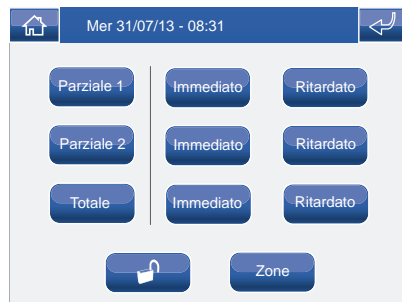 Mer 31/07/13 - 08:31
Parziale 1 Immediato Ritardato
Parziale 2 Immediato Ritardato
Totale Immediato Ritardato
Zone